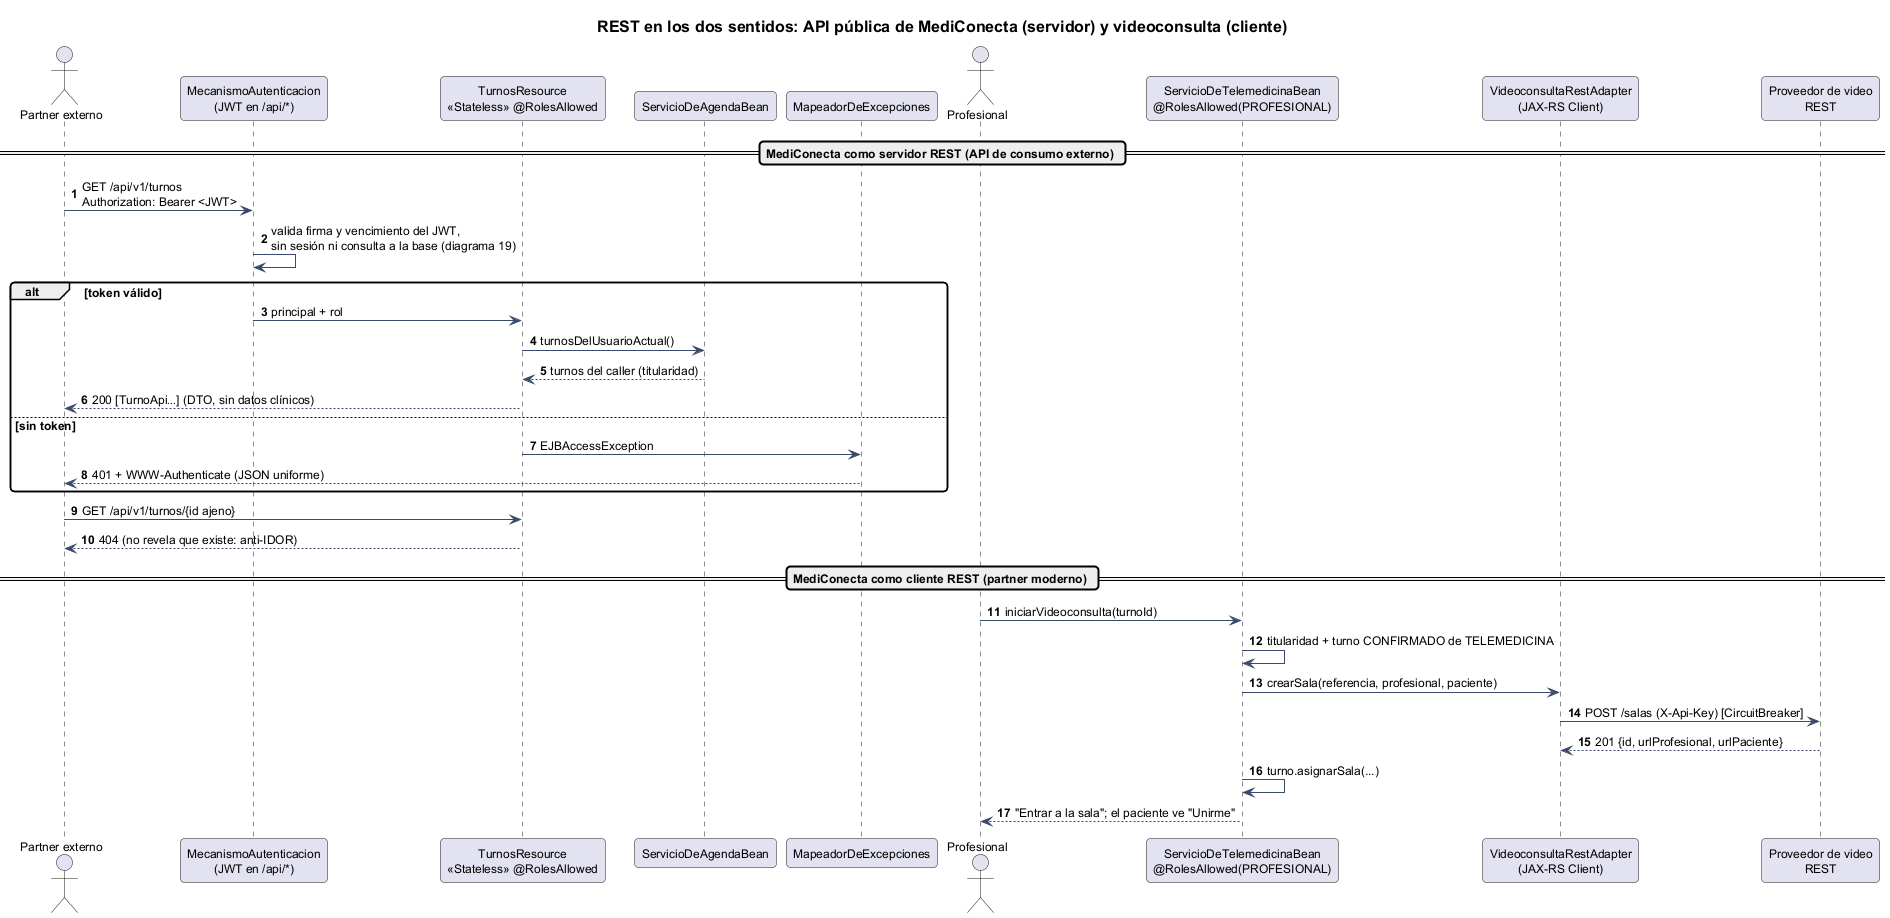 REST en los dos sentidos: API pública de MediConecta (servidor) y videoconsulta (cliente)
Partner externo
MecanismoAutenticacion
(JWT en /api/*)
TurnosResource
«Stateless» @RolesAllowed
ServicioDeAgendaBean
MapeadorDeExcepciones
Profesional
ServicioDeTelemedicinaBean
@RolesAllowed(PROFESIONAL)
VideoconsultaRestAdapter
(JAX-RS Client)
Proveedor de video
REST
MediConecta como servidor REST (API de consumo externo)
1 GET /api/v1/turnos
Authorization: Bearer <JWT>
2 valida firma y vencimiento del JWT,
sin sesión ni consulta a la base (diagrama 19)
alt [token válido]
3 principal + rol
4 turnosDelUsuarioActual()
5 turnos del caller (titularidad)
6 200 [TurnoApi...] (DTO, sin datos clínicos)
[sin token]
7 EJBAccessException
8 401 + WWW-Authenticate (JSON uniforme)
9 GET /api/v1/turnos/{id ajeno}
10 404 (no revela que existe: anti-IDOR)
MediConecta como cliente REST (partner moderno)
11 iniciarVideoconsulta(turnoId)
12 titularidad + turno CONFIRMADO de TELEMEDICINA
13 crearSala(referencia, profesional, paciente)
14 POST /salas (X-Api-Key) [CircuitBreaker]
15 201 {id, urlProfesional, urlPaciente}
16 turno.asignarSala(...)
17 "Entrar a la sala"; el paciente ve "Unirme"
Partner externo
MecanismoAutenticacion
(JWT en /api/*)
TurnosResource
«Stateless» @RolesAllowed
ServicioDeAgendaBean
MapeadorDeExcepciones
Profesional
ServicioDeTelemedicinaBean
@RolesAllowed(PROFESIONAL)
VideoconsultaRestAdapter
(JAX-RS Client)
Proveedor de video
REST